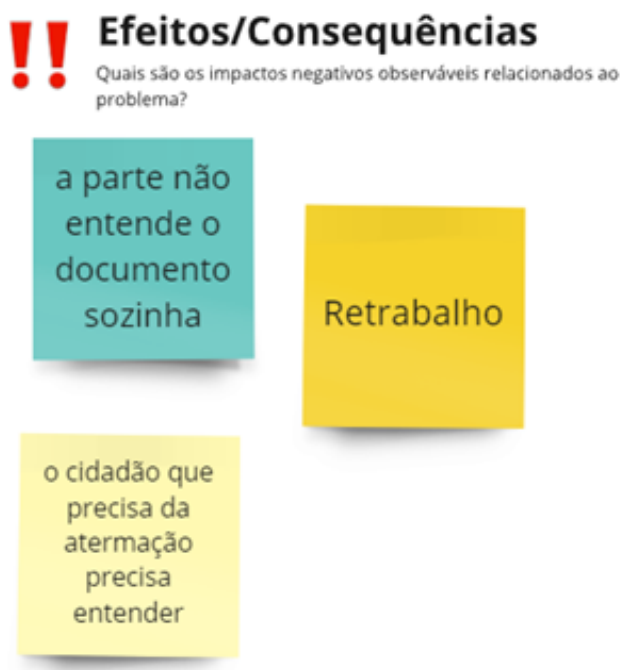 Efeitos/Consequências
Quais são os impactos negativos observáveis relacionados ao
problema?
a parte não
entende o
documento
sozinha
Retrabalho
o cidadão que
precisa da
atermação
precisa
entender